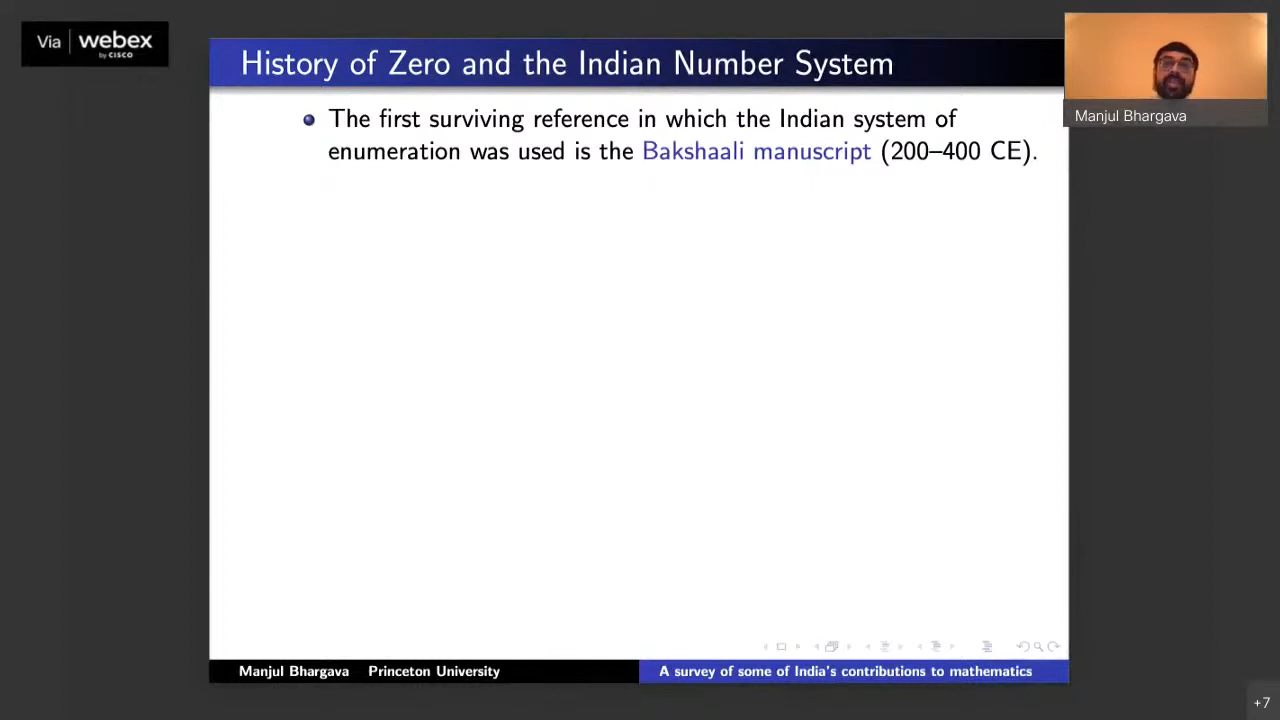 Via webex
by CISCO
History of Zero and the Indian Number System
Manjul Bhargava
The first surviving reference in which the Indian system of
enumeration was used is the Bakshaali manuscript (200–400 CE).
Manjul Bhargava Princeton University
A survey of some of India's contributions to mathematics
+7